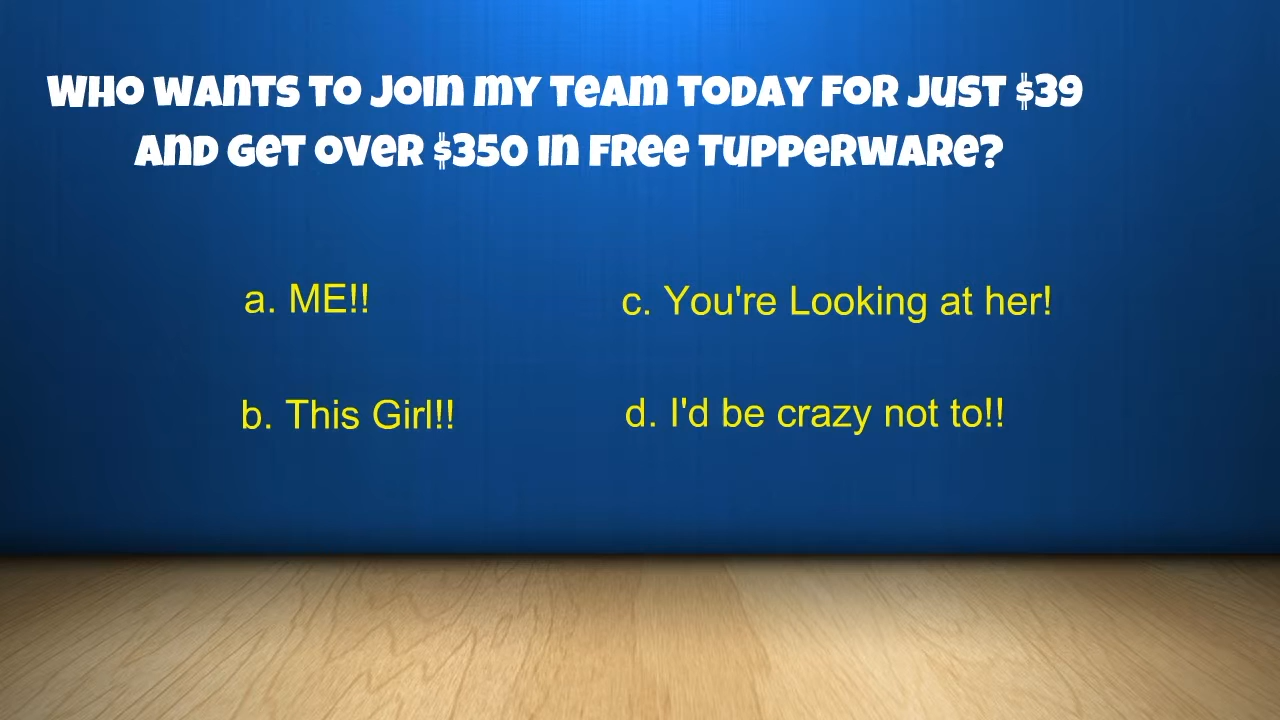 WHO WANTS TO JOIN MY TEAM TODAY FOR JUST $39
AND GET OVER $350 IN FREE TUPPERWARE?
a. ME!!
b. This Girl!!
c. You're Looking at her!
d. I'd be crazy not to!!